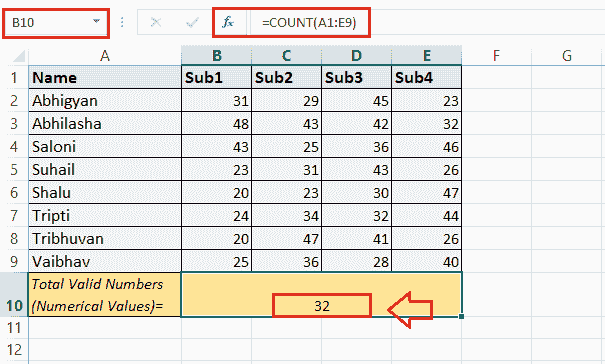 B10 fx =COUNT(A1:E9)
A B C D E F G
1 Name Sub1 Sub2 Sub3 Sub4
2 Abhigyan 31 29 45 23
3 Abhilasha 48 43 42 32
4 Saloni 43 25 36 46
5 Suhail 23 31 43 26
6 Shalu 20 23 30 47
7 Tripti 24 34 32 44
8 Tribhuvan 20 47 41 26
9 Vaibhav 25 36 28 40
Total Valid Numbers
10 (Numerical Values)= 32
11
12